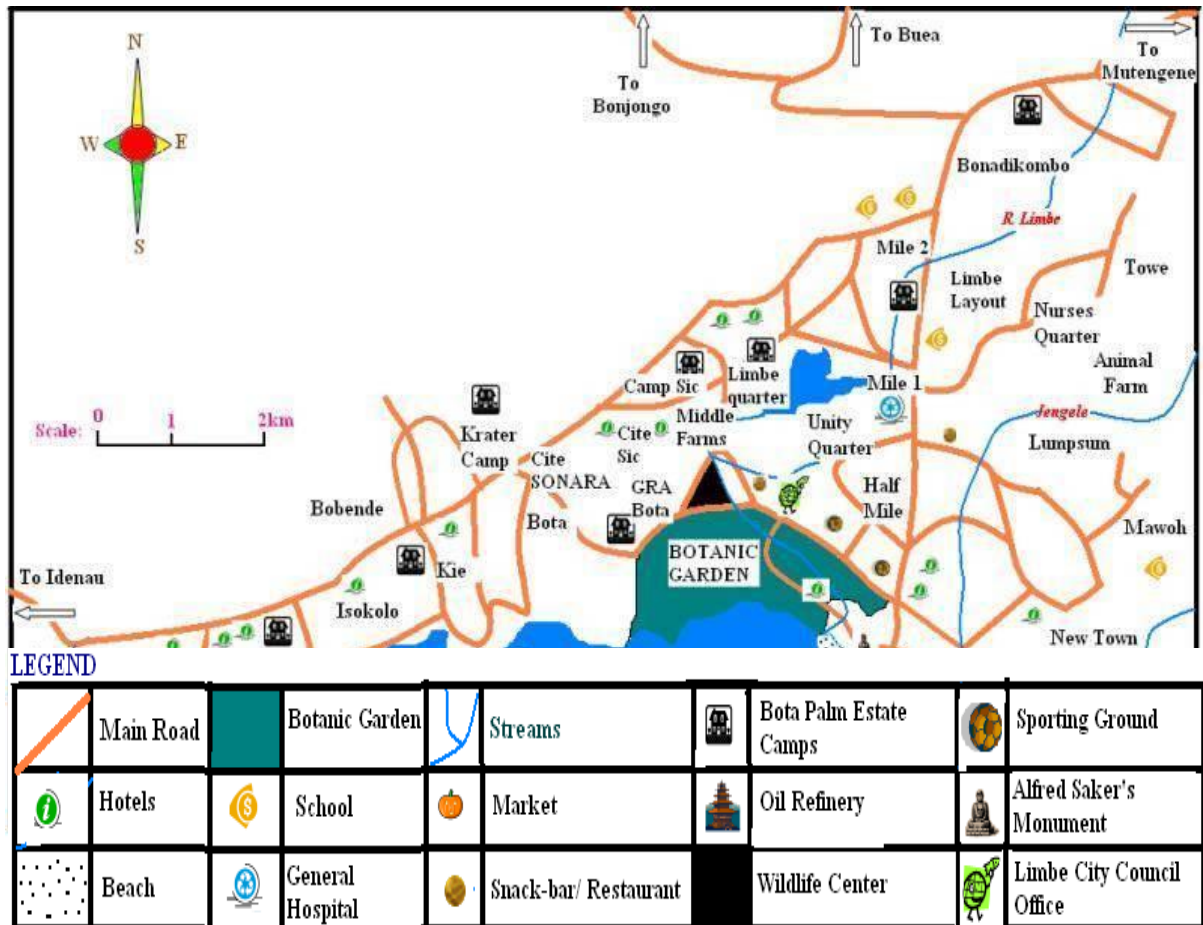 N
W
E
S
To
Bonjongo
To Buea
To
Mutengene
Bonadikombo
R. Limbe
Mile 2
Limbe
Layout
Towe
Nurses
Quarter
Animal
Farm
Mile 1
Jengele
Lumpsum
Camp Sic
Limbe
quarter
Middle
Farms
Unity
Quarter
Scale:
0
1
2km
Krater
Camp
Cite
SONARA
Cite
Sic
GRA
Bota
Half
Mile
Bobende
Bota
Mawoh
BOTANIC
GARDEN
Kie
To Idenau
Isokolo
New Town
LEGEND
Main Road
Botanic Garden
Streams
Bota Palm Estate
Camps
Sporting Ground
Hotels
School
Market
Oil Refinery
Alfred Saker's
Monument
Beach
General
Hospital
Snack-bar/ Restaurant
Wildlife Center
Limbe City Council
Office